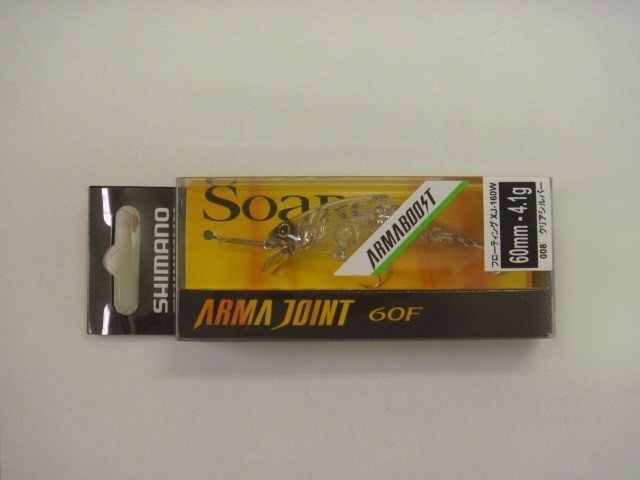 SHIMANO
Soare
ARMABOOST
フローティング XJ-160W
60mm・4.1g
008 クリアシルバー
ARMA JOINT 60F